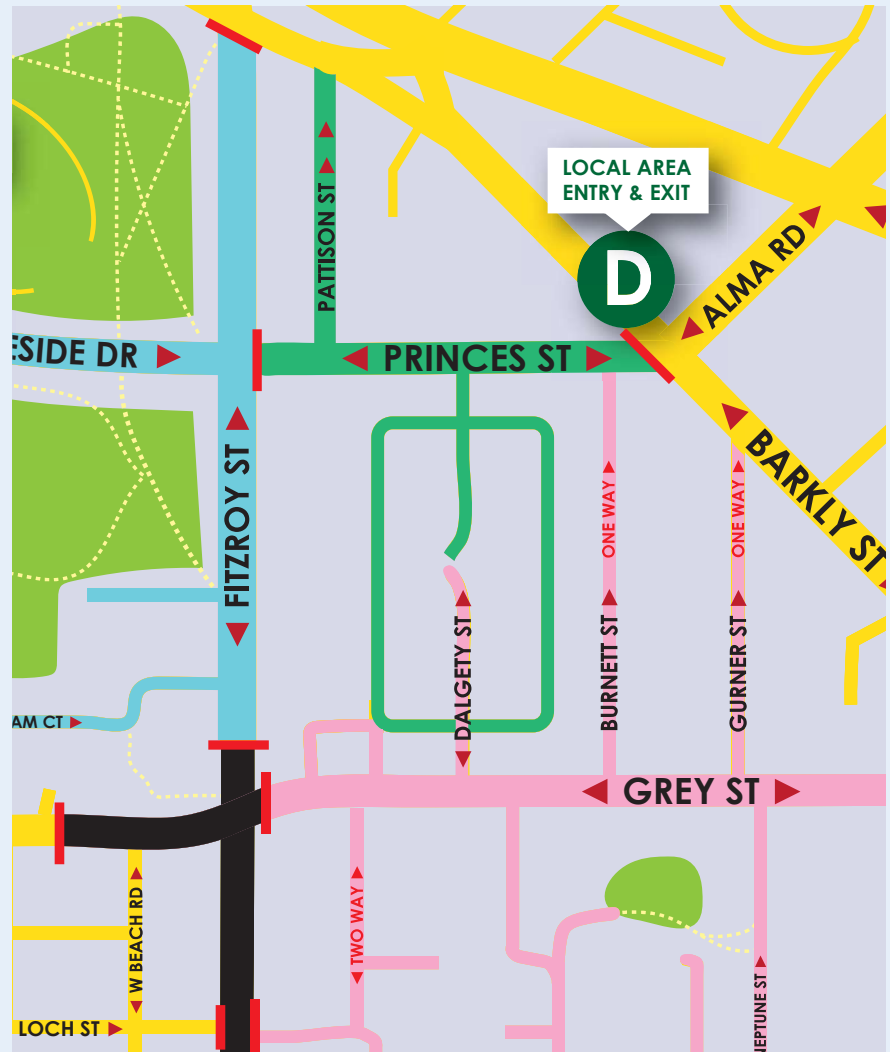 LOCAL AREA
ENTRY & EXIT
D
PATTISON ST
ALMA RD
ESIDE DR
PRINCES ST
FITZROY ST
BARKLY ST
ONE WAY
ONE WAY
DALGETY ST
BURNETT ST
GURNER ST
AM CT
GREY ST
W BEACH RD
TWO WAY
NEPTUNE ST
LOCH ST